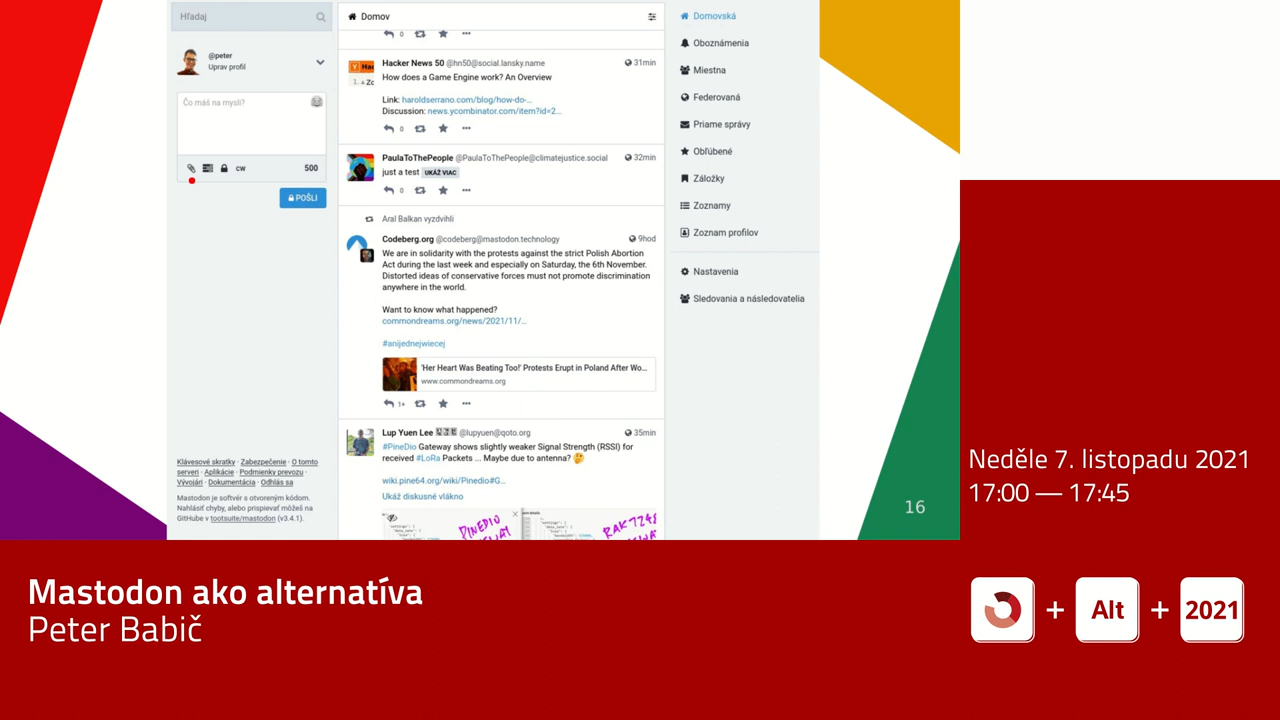 Hľadaj
@peter
Uprav profil
Čo máš na mysli?
CW
500
POŠLI
Klávesové skratky · Zabezpečenie · O tomto
serveri · Aplikácie · Podmienky prevozu ·
Vývojári · Dokumentácia · Odhlás sa
Mastodon je softvér s otvoreným kódom.
Nahlásiť chyby, alebo prispievať môžeš na
GitHube v tootsuite/mastodon (v3.4.1).
Domov
0
Hacker News 50 @hn50@social.lansky.name
31min
How does a Game Engine work? An Overview
Link: haroldserrano.com/blog/how-do-…
Discussion: news.ycombinator.com/item?id=2…
0
PaulaToThePeople @PaulaToThePeople@climatejustice.social
32min
just a test UKÁŽ VIAC
0
Aral Balkan vyzdvihli
Codeberg.org @codeberg@mastodon.technology
9hod
We are in solidarity with the protests against the strict Polish Abortion
Act during the last week and especially on Saturday, the 6th November.
Distorted ideas of conservative forces must not promote discrimination
anywhere in the world.
Want to know what happened?
commondreams.org/news/2021/11/…
#anijednejwiecej
'Her Heart Was Beating Too!' Protests Erupt in Poland After Wo…
www.commondreams.org
1+
Lup Yuen Lee @lupyuen@qoto.org
35min
#PineDio Gateway shows slightly weaker Signal Strength (RSSI) for
received #LoRa Packets ... Maybe due to antenna?
wiki.pine64.org/wiki/Pinedio#G…
Ukáž diskusné vlákno
PINEDIO
RAK7248
Domovská
Oboznámenia
Miestna
Federovaná
Priame správy
Obľúbené
Záložky
Zoznamy
Zoznam profilov
Nastavenia
Sledovania a následovatelia
16
Neděle 7. listopadu 2021
17:00 — 17:45
Mastodon ako alternatíva
Peter Babič
+ Alt + 2021